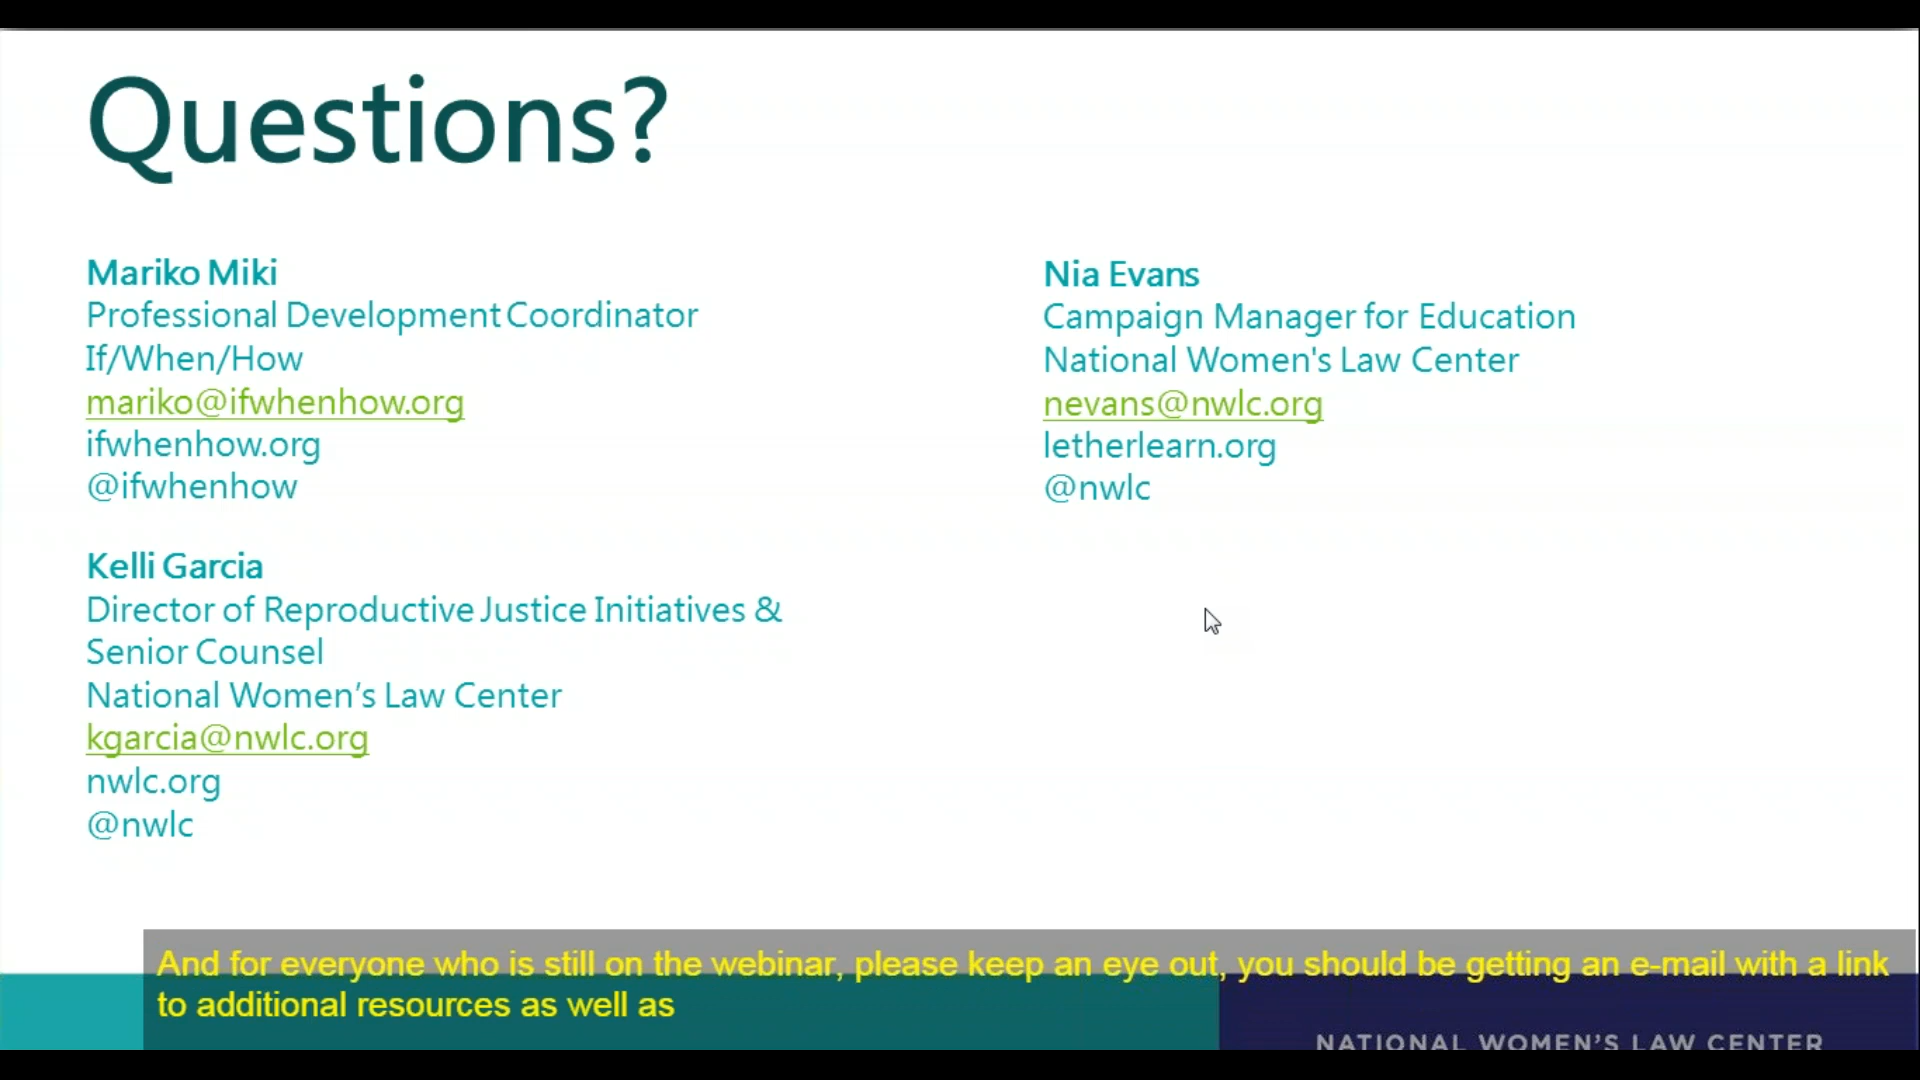 Questions?
Mariko Miki
Professional Development Coordinator
If/When/How
mariko@ifwhenhow.org
ifwhenhow.org
@ifwhenhow
Kelli Garcia
Director of Reproductive Justice Initiatives &
Senior Counsel
National Women’s Law Center
kgarcia@nwlc.org
nwlc.org
@nwlc
Nia Evans
Campaign Manager for Education
National Women's Law Center
nevans@nwlc.org
letherlearn.org
@nwlc
And for everyone who is still on the webinar, please keep an eye out, you should be getting an e-mail with a link
to additional resources as well as
NATIONAL WOMEN’S LAW CENTER